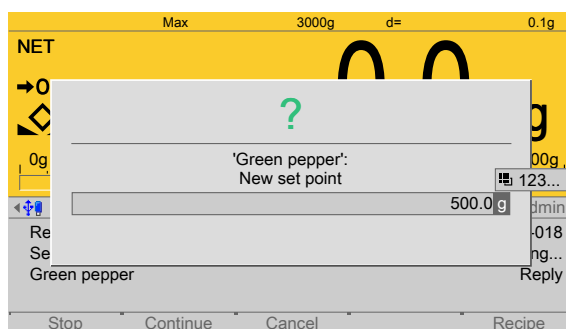 Max 3000g d= 0.1g
NET
0.0
→0
g
?
0g
'Green pepper':
New set point
00g
123...
500.0 g
dmin
Re -018
Se ng...
Green pepper Reply
Stop Continue Cancel Recipe